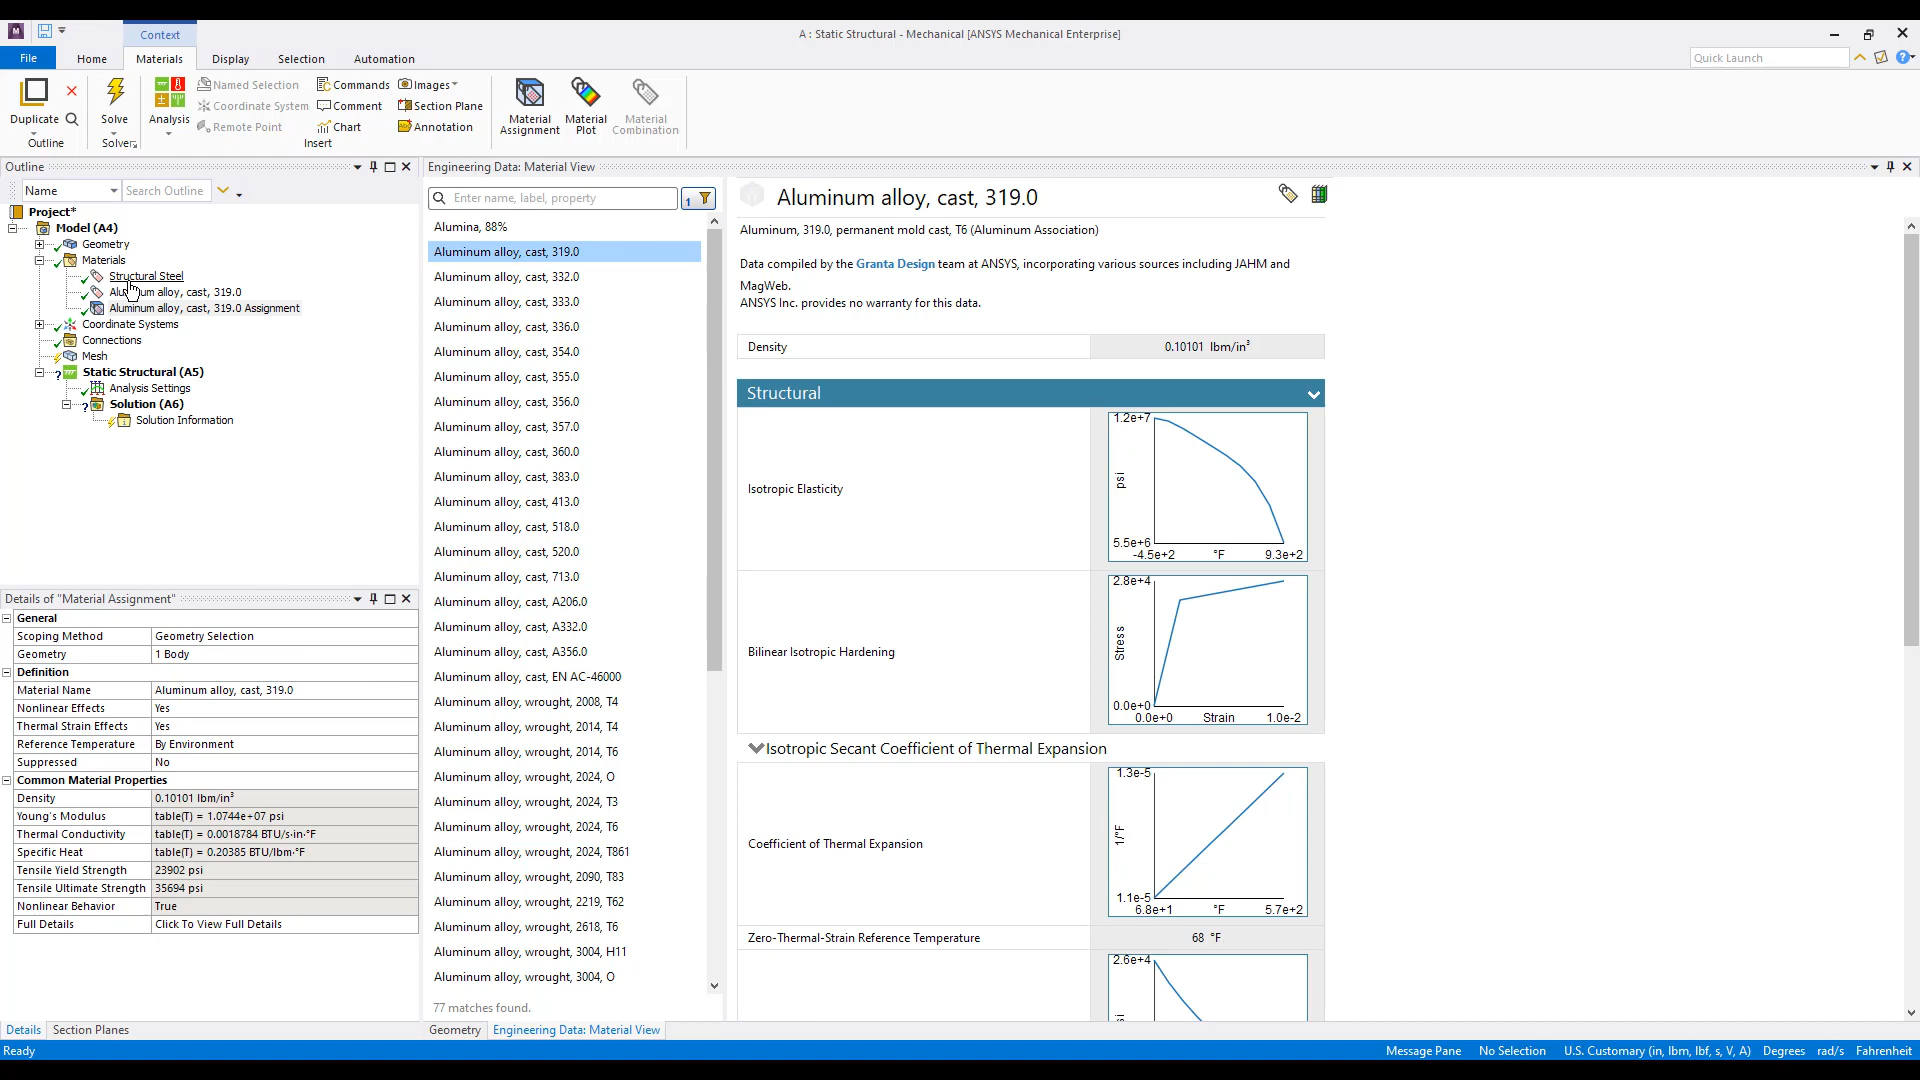 A : Static Structural - Mechanical [ANSYS Mechanical Enterprise]
Context
File
Home
Materials
Display
Selection
Automation
Quick Launch
Duplicate
Outline
Solve
Solver
Analysis
Named Selection
Coordinate System
Remote Point
Commands
Comment
Chart
Images
Section Plane
Annotation
Insert
Material Assignment
Material Plot
Material Combination
Outline
Name
Search Outline
Project*
Model (A4)
Geometry
Materials
Structural Steel
Aluminum alloy, cast, 319.0
Aluminum alloy, cast, 319.0 Assignment
Coordinate Systems
Connections
Mesh
Static Structural (A5)
Analysis Settings
Solution (A6)
Solution Information
Details of "Material Assignment"
General
Scoping Method Geometry Selection
Geometry 1 Body
Definition
Material Name Aluminum alloy, cast, 319.0
Nonlinear Effects Yes
Thermal Strain Effects Yes
Reference Temperature By Environment
Suppressed No
Common Material Properties
Density 0.10101 lbm/in³
Young's Modulus table(T) = 1.0744e+07 psi
Thermal Conductivity table(T) = 0.0018784 BTU/s·in·°F
Specific Heat table(T) = 0.20385 BTU/lbm·°F
Tensile Yield Strength 23902 psi
Tensile Ultimate Strength 35694 psi
Nonlinear Behavior True
Full Details Click To View Full Details
Details
Section Planes
Engineering Data: Material View
Enter name, label, property
1
Alumina, 88%
Aluminum alloy, cast, 319.0
Aluminum alloy, cast, 332.0
Aluminum alloy, cast, 333.0
Aluminum alloy, cast, 336.0
Aluminum alloy, cast, 354.0
Aluminum alloy, cast, 355.0
Aluminum alloy, cast, 356.0
Aluminum alloy, cast, 357.0
Aluminum alloy, cast, 360.0
Aluminum alloy, cast, 383.0
Aluminum alloy, cast, 413.0
Aluminum alloy, cast, 518.0
Aluminum alloy, cast, 520.0
Aluminum alloy, cast, 713.0
Aluminum alloy, cast, A206.0
Aluminum alloy, cast, A332.0
Aluminum alloy, cast, A356.0
Aluminum alloy, cast, EN AC-46000
Aluminum alloy, wrought, 2008, T4
Aluminum alloy, wrought, 2014, T4
Aluminum alloy, wrought, 2014, T6
Aluminum alloy, wrought, 2024, O
Aluminum alloy, wrought, 2024, T3
Aluminum alloy, wrought, 2024, T6
Aluminum alloy, wrought, 2024, T861
Aluminum alloy, wrought, 2090, T83
Aluminum alloy, wrought, 2219, T62
Aluminum alloy, wrought, 2618, T6
Aluminum alloy, wrought, 3004, H11
Aluminum alloy, wrought, 3004, O
77 matches found.
Geometry
Engineering Data: Material View
Aluminum alloy, cast, 319.0
Aluminum, 319.0, permanent mold cast, T6 (Aluminum Association)
Data compiled by the Granta Design team at ANSYS, incorporating various sources including JAHM and
MagWeb.
ANSYS Inc. provides no warranty for this data.
Density 0.10101 lbm/in³
Structural
Isotropic Elasticity
1.2e+7
psi
5.5e+6
-4.5e+2 °F 9.3e+2
Bilinear Isotropic Hardening
2.8e+4
Stress
0.0e+0
0.0e+0 Strain 1.0e-2
Isotropic Secant Coefficient of Thermal Expansion
Coefficient of Thermal Expansion
1.3e-5
1/°F
1.1e-5
6.8e+1 °F 5.7e+2
Zero-Thermal-Strain Reference Temperature 68 °F
2.6e+4
Ready
Message Pane
No Selection
U.S. Customary (in, lbm, lbf, s, V, A)
Degrees
rad/s
Fahrenheit